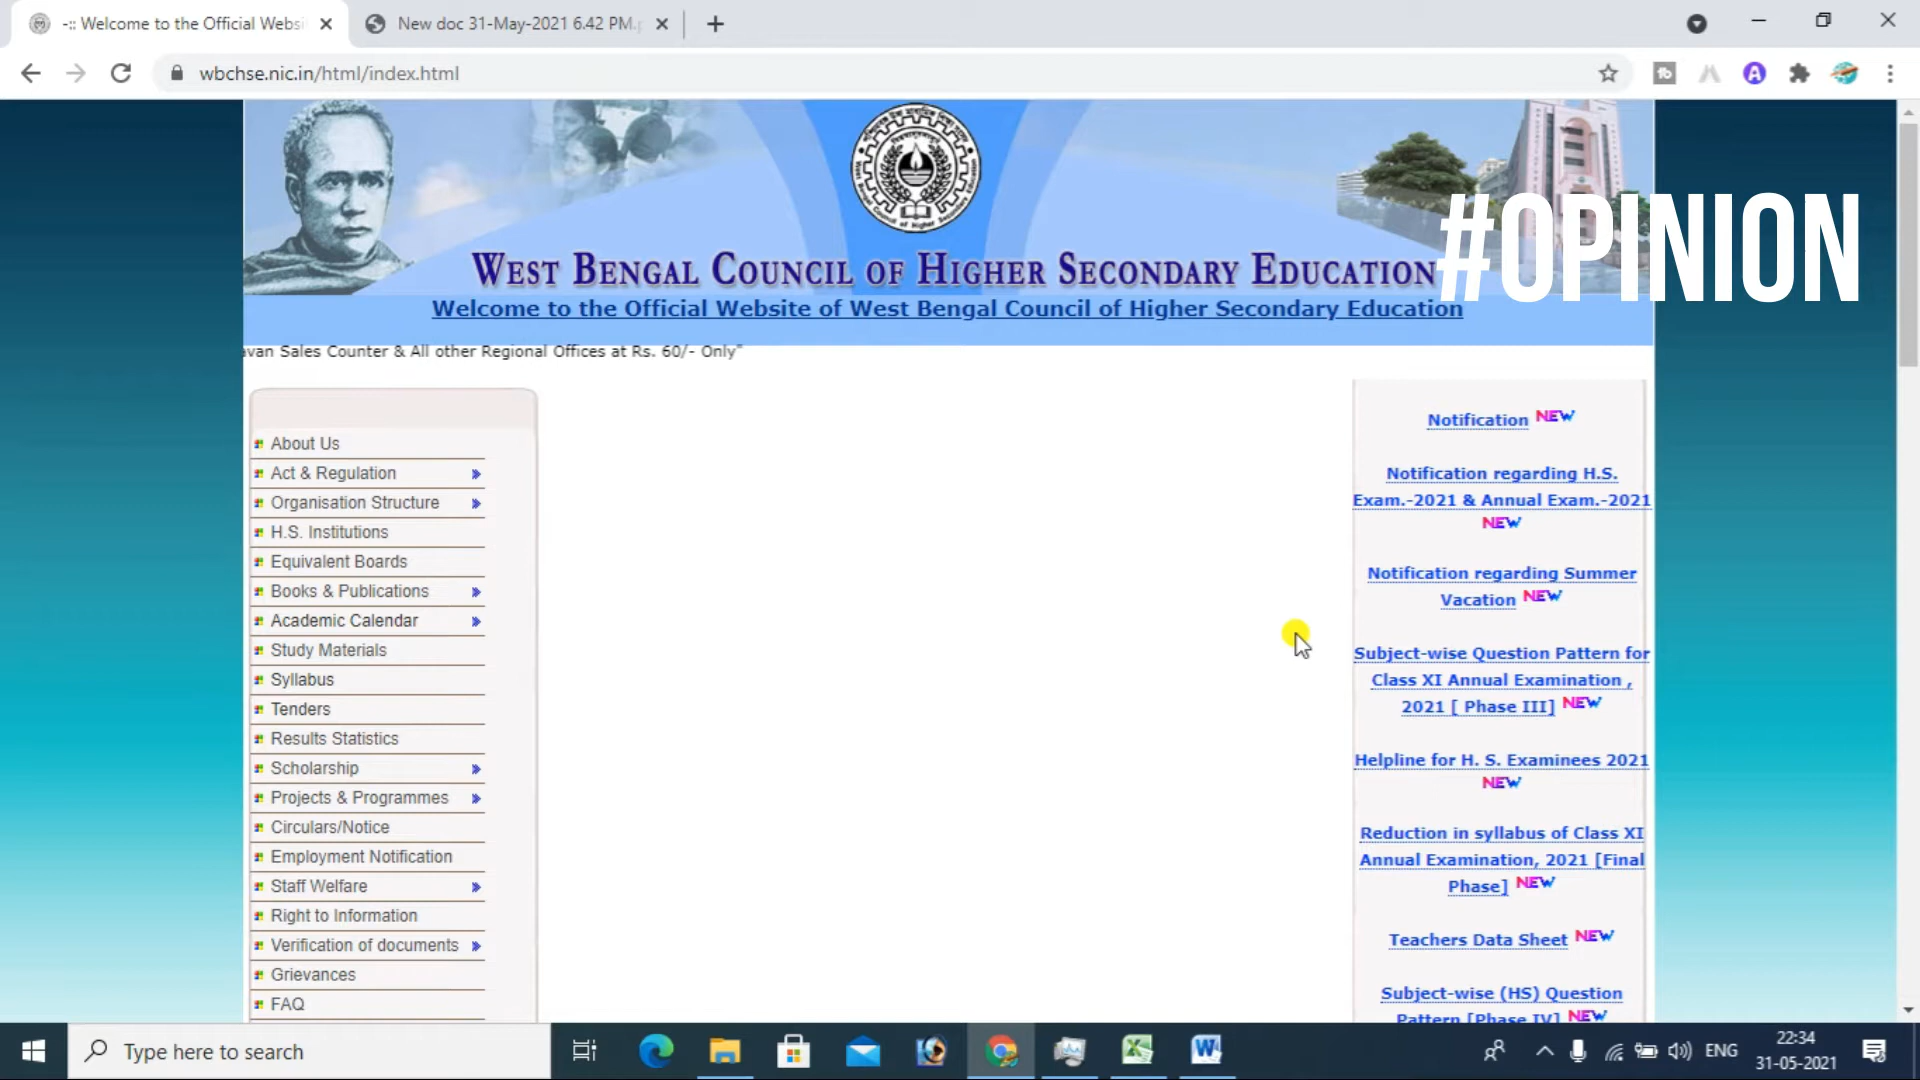 -:: Welcome to the Official Websi
New doc 31-May-2021 6.42 PM.
wbchse.nic.in/html/index.html
#OPINION
WEST BENGAL COUNCIL OF HIGHER SECONDARY EDUCATION
Welcome to the Official Website of West Bengal Council of Higher Secondary Education
avan Sales Counter & All other Regional Offices at Rs. 60/- Only"
About Us
Act & Regulation
Organisation Structure
H.S. Institutions
Equivalent Boards
Books & Publications
Academic Calendar
Study Materials
Syllabus
Tenders
Results Statistics
Scholarship
Projects & Programmes
Circulars/Notice
Employment Notification
Staff Welfare
Right to Information
Verification of documents
Grievances
FAQ
Notification NEW
Notification regarding H.S.
Exam.-2021 & Annual Exam.-2021
NEW
Notification regarding Summer
Vacation NEW
Subject-wise Question Pattern for
Class XI Annual Examination ,
2021 [ Phase III] NEW
Helpline for H. S. Examinees 2021
NEW
Reduction in syllabus of Class XI
Annual Examination, 2021 [Final
Phase] NEW
Teachers Data Sheet NEW
Subject-wise (HS) Question
Pattern [Phase IV] NEW
Type here to search
ENG
22:34
31-05-2021